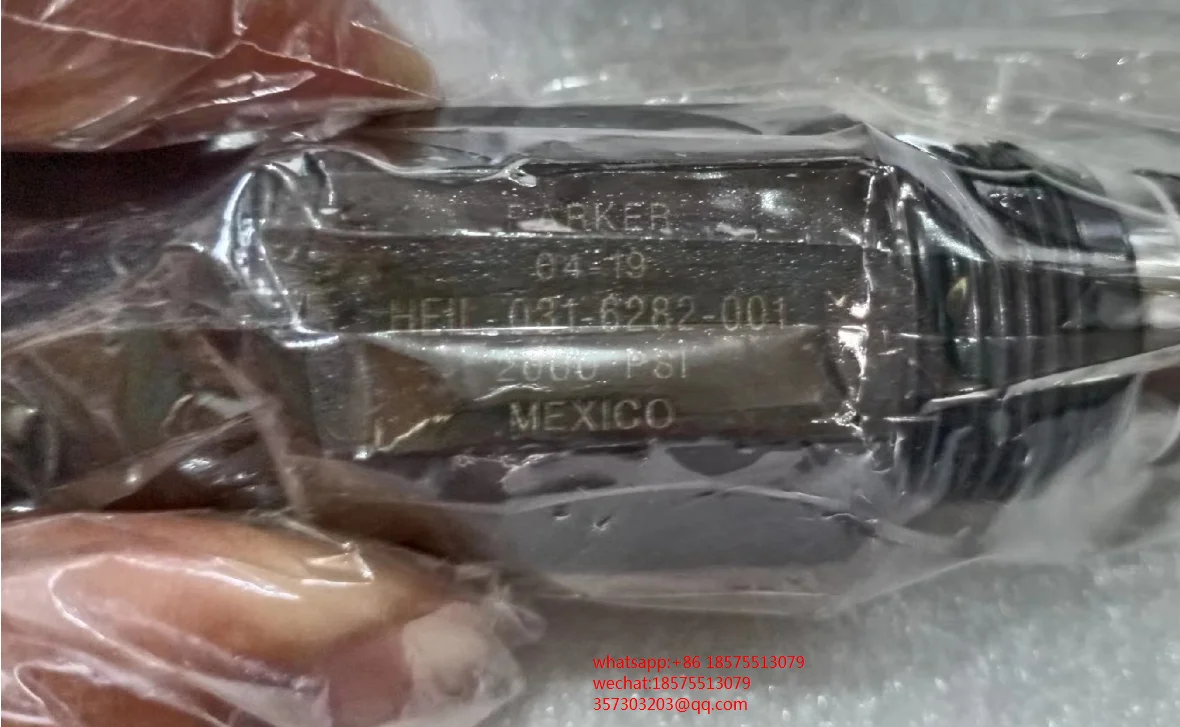 PARKER
04-19
HEIL-031-6282-001
2000 PSI
MEXICO
whatsapp:+86 18575513079
wechat:18575513079
357303203@qq.com